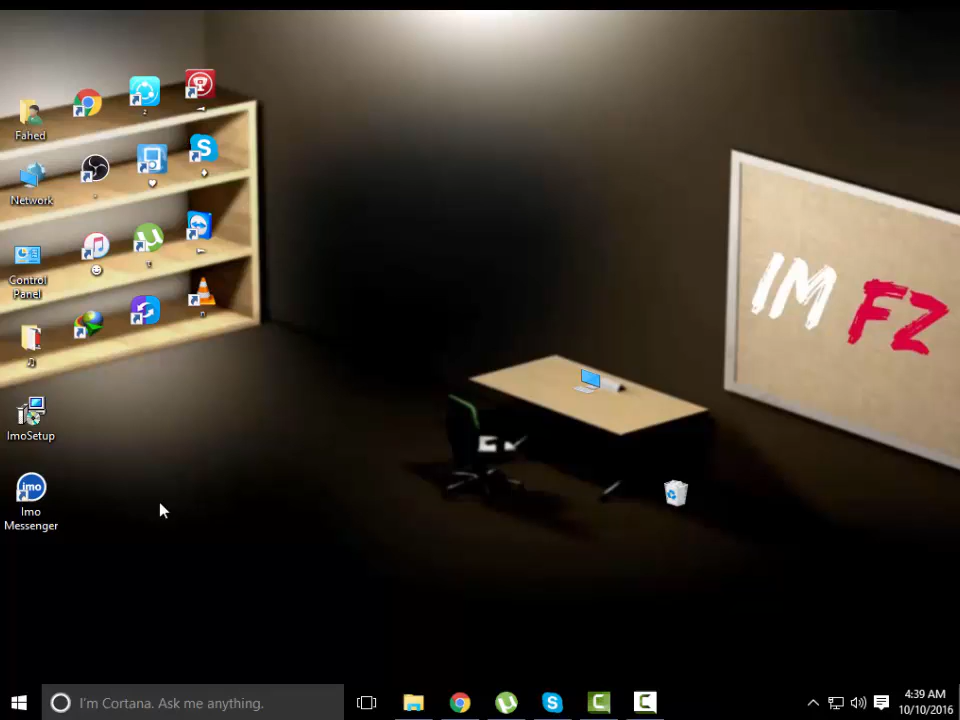 Fahed
Network
Control
Panel
ImoSetup
imo
Imo
Messenger
IM FZ
I'm Cortana. Ask me anything.
4:39 AM
10/10/2016